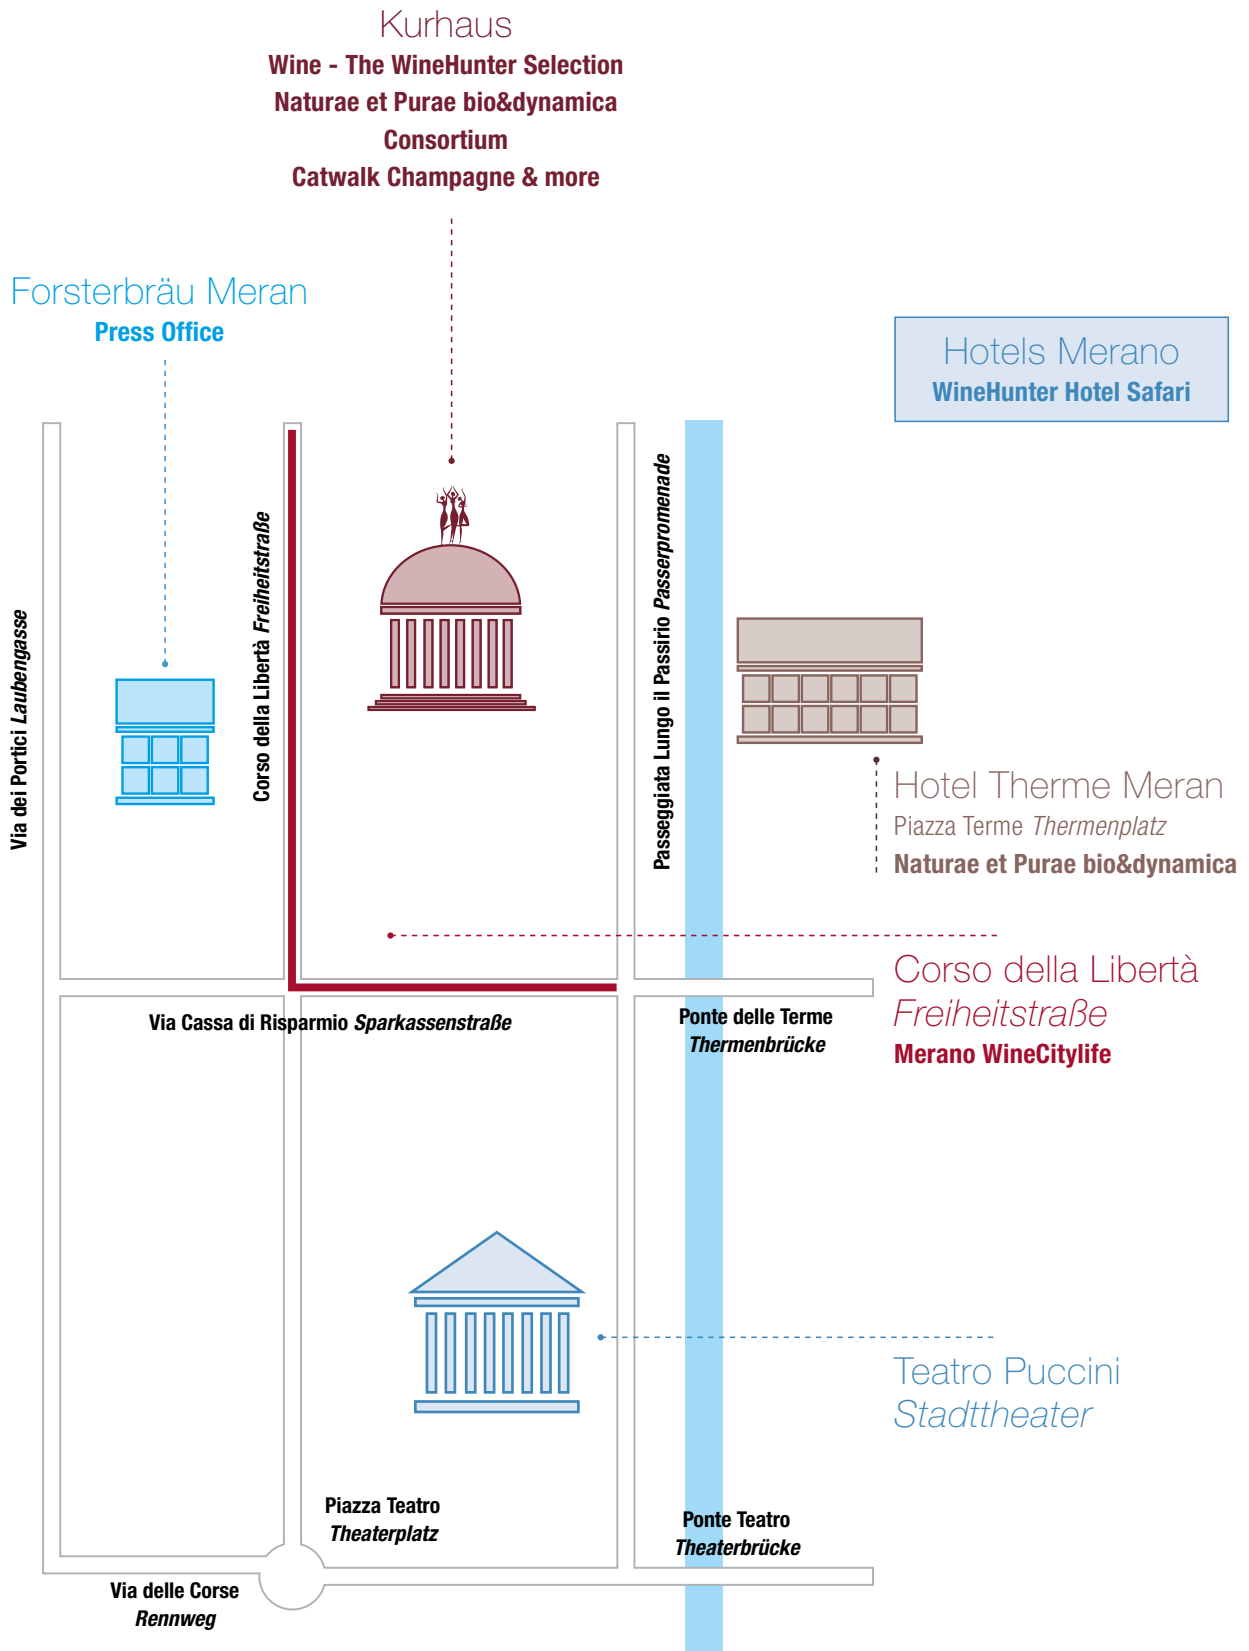 Kurhaus
Wine - The WineHunter Selection
Naturae et Purae bio&dynamica
Consortium
Catwalk Champagne & more
Forsterbräu Meran
Press Office
Hotels Merano
WineHunter Hotel Safari
Via dei Portici Laubengasse
Corso della Libertà Freiheitstraße
Passeggiata Lungo il Passirio Passerpromenade
Hotel Therme Meran
Piazza Terme Thermenplatz
Naturae et Purae bio&dynamica
Corso della Libertà
Freiheitstraße
Merano WineCitylife
Via Cassa di Risparmio Sparkassenstraße
Ponte delle Terme
Thermenbrücke
Teatro Puccini
Stadttheater
Piazza Teatro
Theaterplatz
Ponte Teatro
Theaterbrücke
Via delle Corse
Rennweg